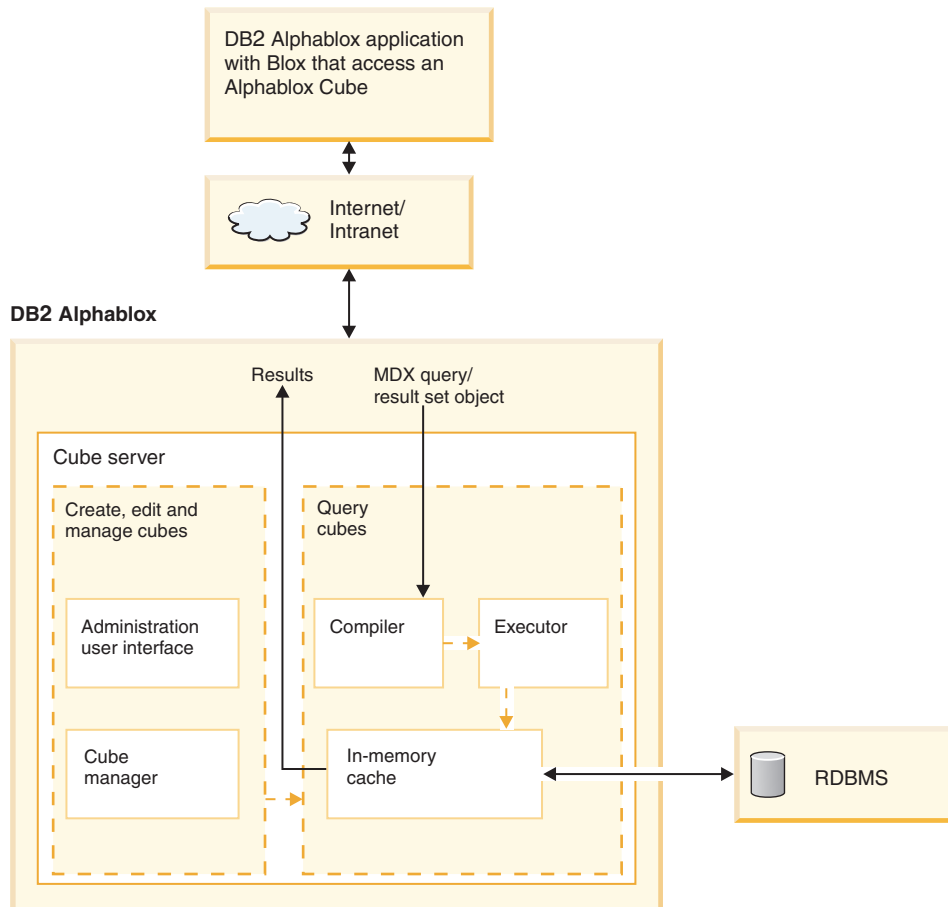 DB2 Alphablox application
with Blox that access an
Alphablox Cube
Internet/
Intranet
DB2 Alphablox
Results
MDX query/
result set object
Cube server
Create, edit and
manage cubes
Query
cubes
Administration
user interface
Compiler
Executor
Cube
manager
In-memory
cache
RDBMS